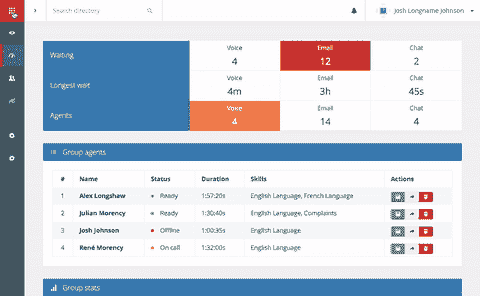 Search directory
Josh Longname Johnson
Waiting
Voice Email Chat
4 12 2
Longest wait
Voice Email Chat
4m 3h 45s
Agents
Voice Email Chat
4 14 4
Group agents
# Name Status Duration Skills Actions
1 Alex Longshaw Ready 1:57:20s English Language, French Language
2 Julian Morency Ready 1:30:40s English Language, Complaints
3 Josh Johnson Offline 1:00:35s English Language
4 René Morency On call 1:32:00s English Language
Group stats